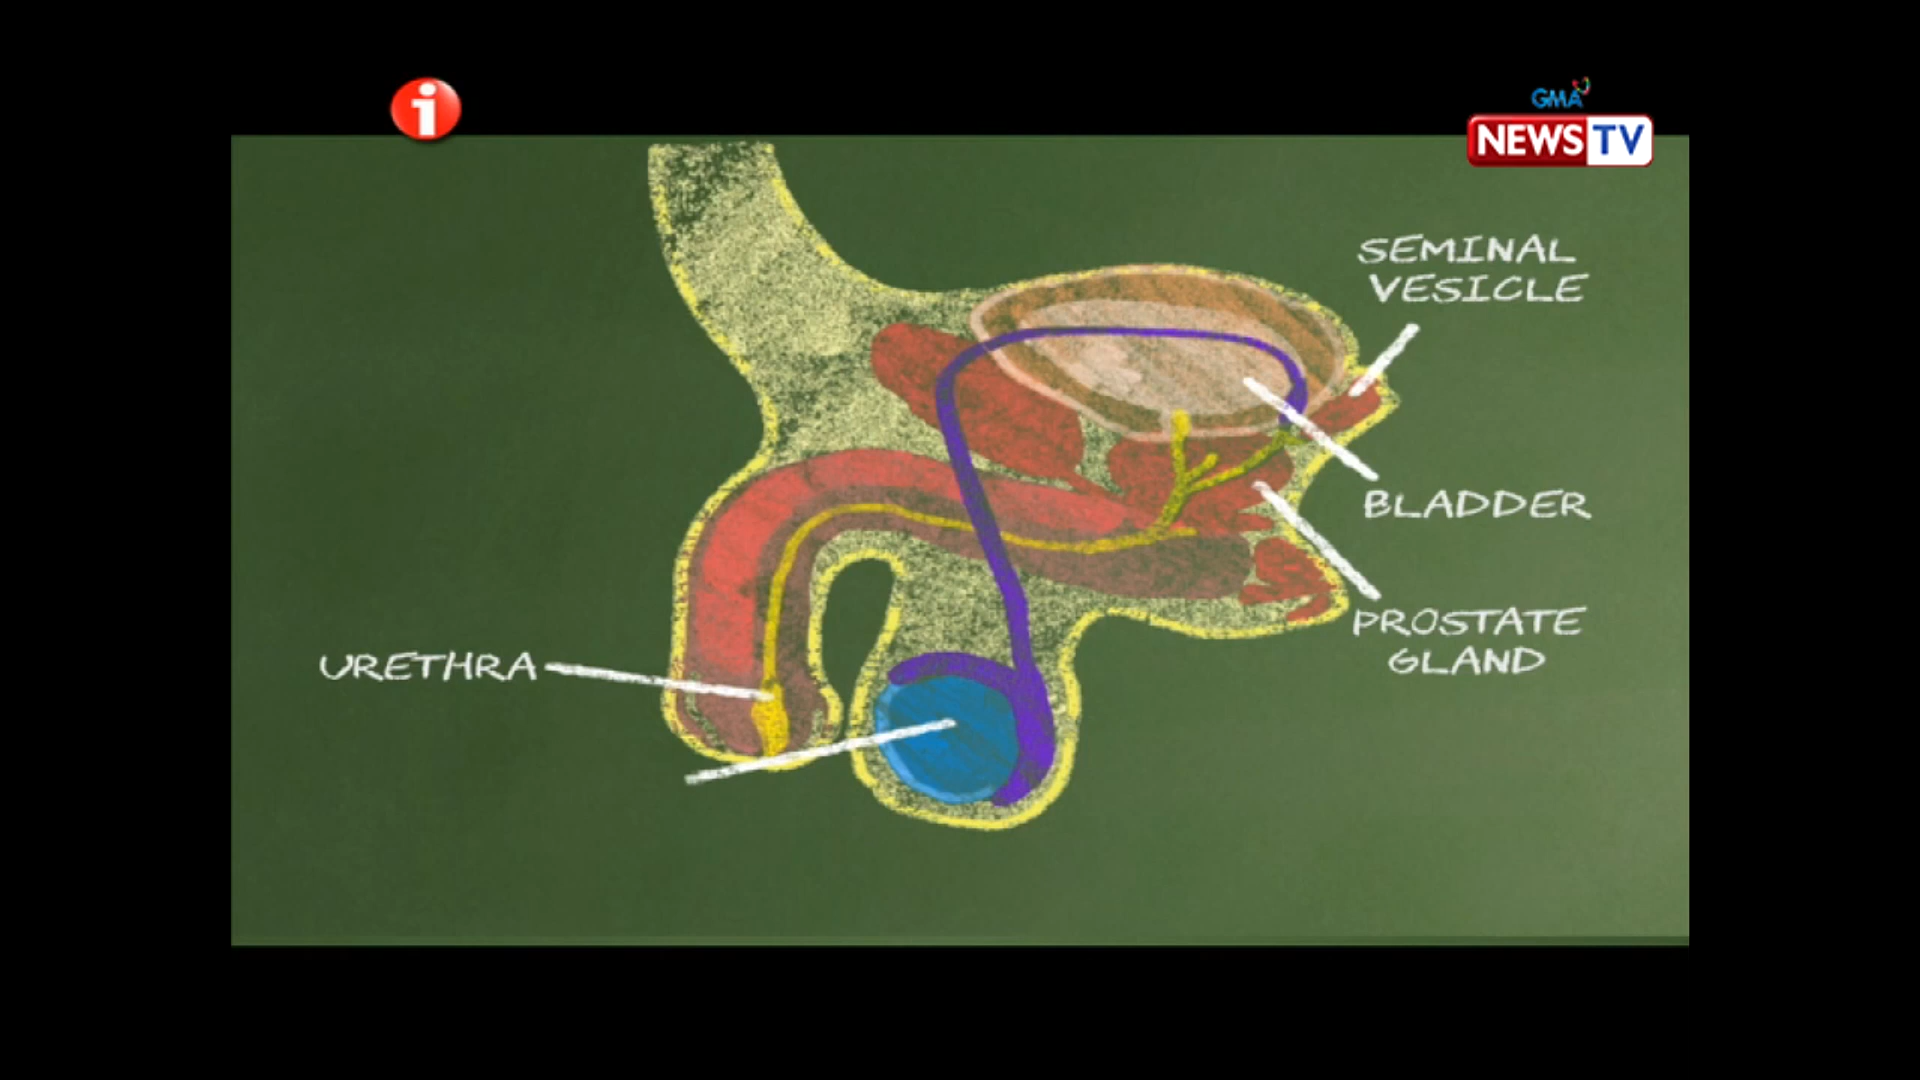 i
GMA
NEWS TV
SEMINAL
VESICLE
BLADDER
PROSTATE
GLAND
URETHRA